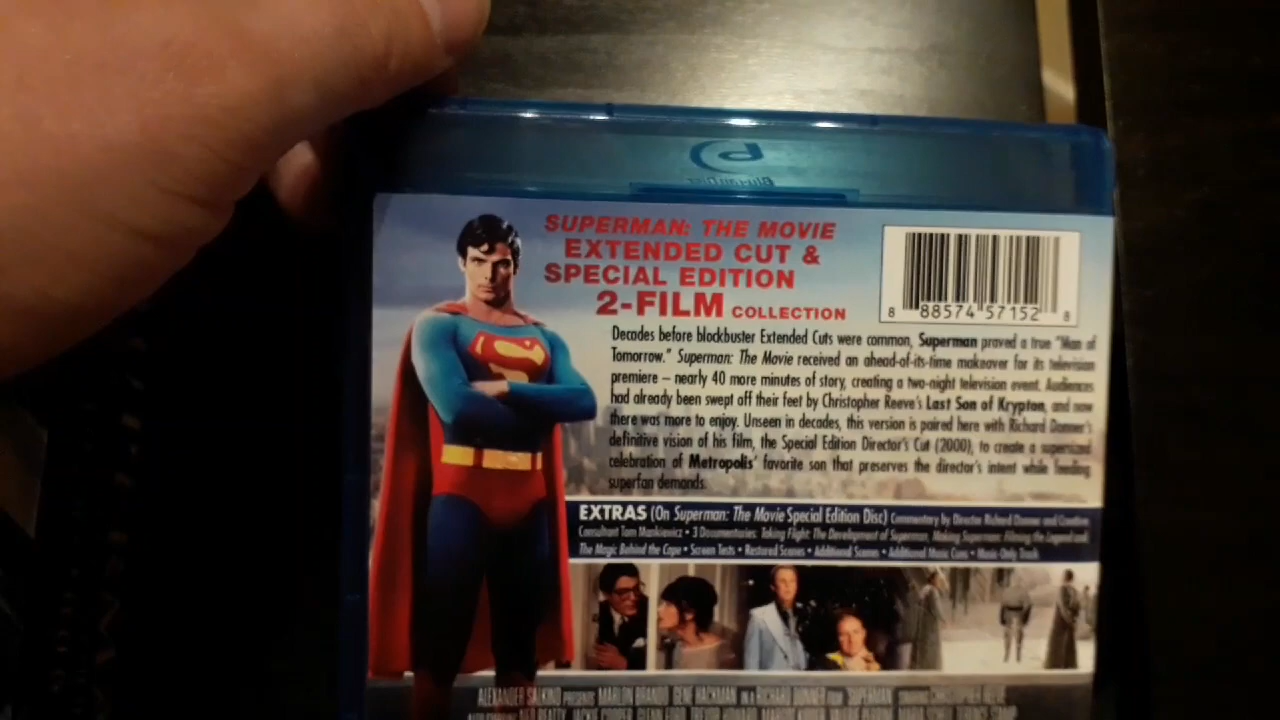 Blu-ray Disc
SUPERMAN: THE MOVIE
EXTENDED CUT &
SPECIAL EDITION
2-FILM COLLECTION
8 88574 57152 8
Decades before blockbuster Extended Cuts were common, Superman proved a true "Man of
Tomorrow." Superman: The Movie received an ahead-of-its-time makeover for its television
premiere – nearly 40 more minutes of story, creating a two-night television event. Audiences
had already been swept off their feet by Christopher Reeve's Last Son of Krypton, and now
there was more to enjoy. Unseen in decades, this version is paired here with Richard Donner's
definitive vision of his film, the Special Edition Director's Cut (2000), to create a supersized
celebration of Metropolis' favorite son that preserves the director's intent while feeding
superfan demands.
EXTRAS (On Superman: The Movie Special Edition Disc) Commentary by Director Richard Donner and Creative
Consultant Tom Mankiewicz • 3 Documentaries: Taking Flight: The Development of Superman, Making Superman: Filming the Legend and
The Magic Behind the Cape • Screen Tests • Restored Scenes • Additional Scenes • Additional Music Cues • Music-Only Track
ALEXANDER SALKIND PRESENTS MARLON BRANDO GENE HACKMAN IN A RICHARD DONNER FILM SUPERMAN STARRING CHRISTOPHER REEVE
NED BEATTY JACKIE COOPER GLENN FORD